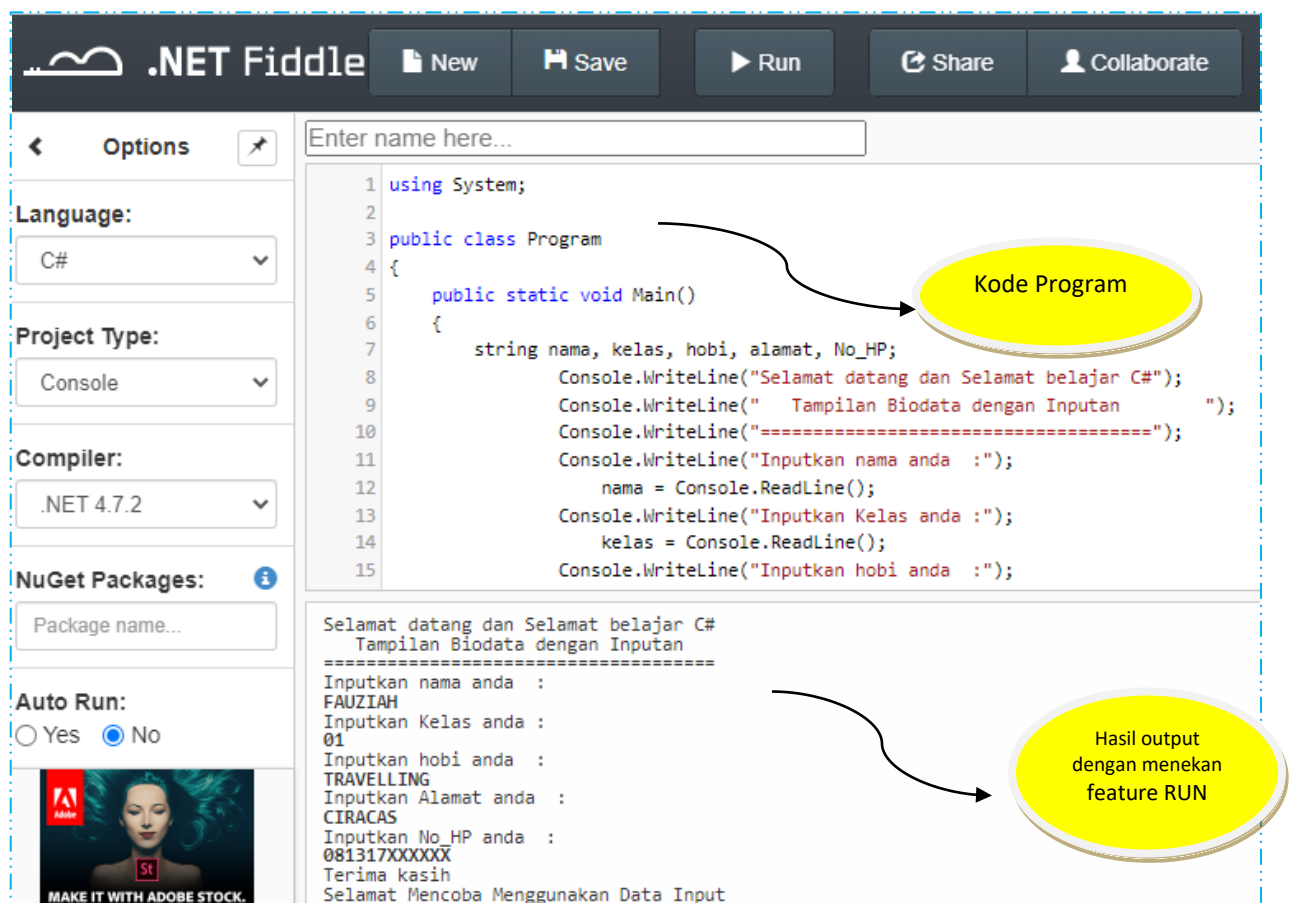 .NET Fiddle
New
Save
Run
Share
Collaborate
Options
Language:
C#
Project Type:
Console
Compiler:
.NET 4.7.2
NuGet Packages:
Package name...
Auto Run:
Yes No
Adobe
St
MAKE IT WITH ADOBE STOCK.
Enter name here...
1 using System;
2
3 public class Program
4 {
5     public static void Main()
6     {
7         string nama, kelas, hobi, alamat, No_HP;
8                 Console.WriteLine("Selamat datang dan Selamat belajar C#");
9                 Console.WriteLine("   Tampilan Biodata dengan Inputan        ");
10                 Console.WriteLine("=====================================");
11                 Console.WriteLine("Inputkan nama anda  :");
12                     nama = Console.ReadLine();
13                 Console.WriteLine("Inputkan Kelas anda :");
14                     kelas = Console.ReadLine();
15                 Console.WriteLine("Inputkan hobi anda  :");
Kode Program
Selamat datang dan Selamat belajar C#
   Tampilan Biodata dengan Inputan
=====================================
Inputkan nama anda  :
FAUZIAH
Inputkan Kelas anda :
01
Inputkan hobi anda  :
TRAVELLING
Inputkan Alamat anda  :
CIRACAS
Inputkan No_HP anda  :
081317XXXXXX
Terima kasih
Selamat Mencoba Menggunakan Data Input
Hasil output
dengan menekan
feature RUN